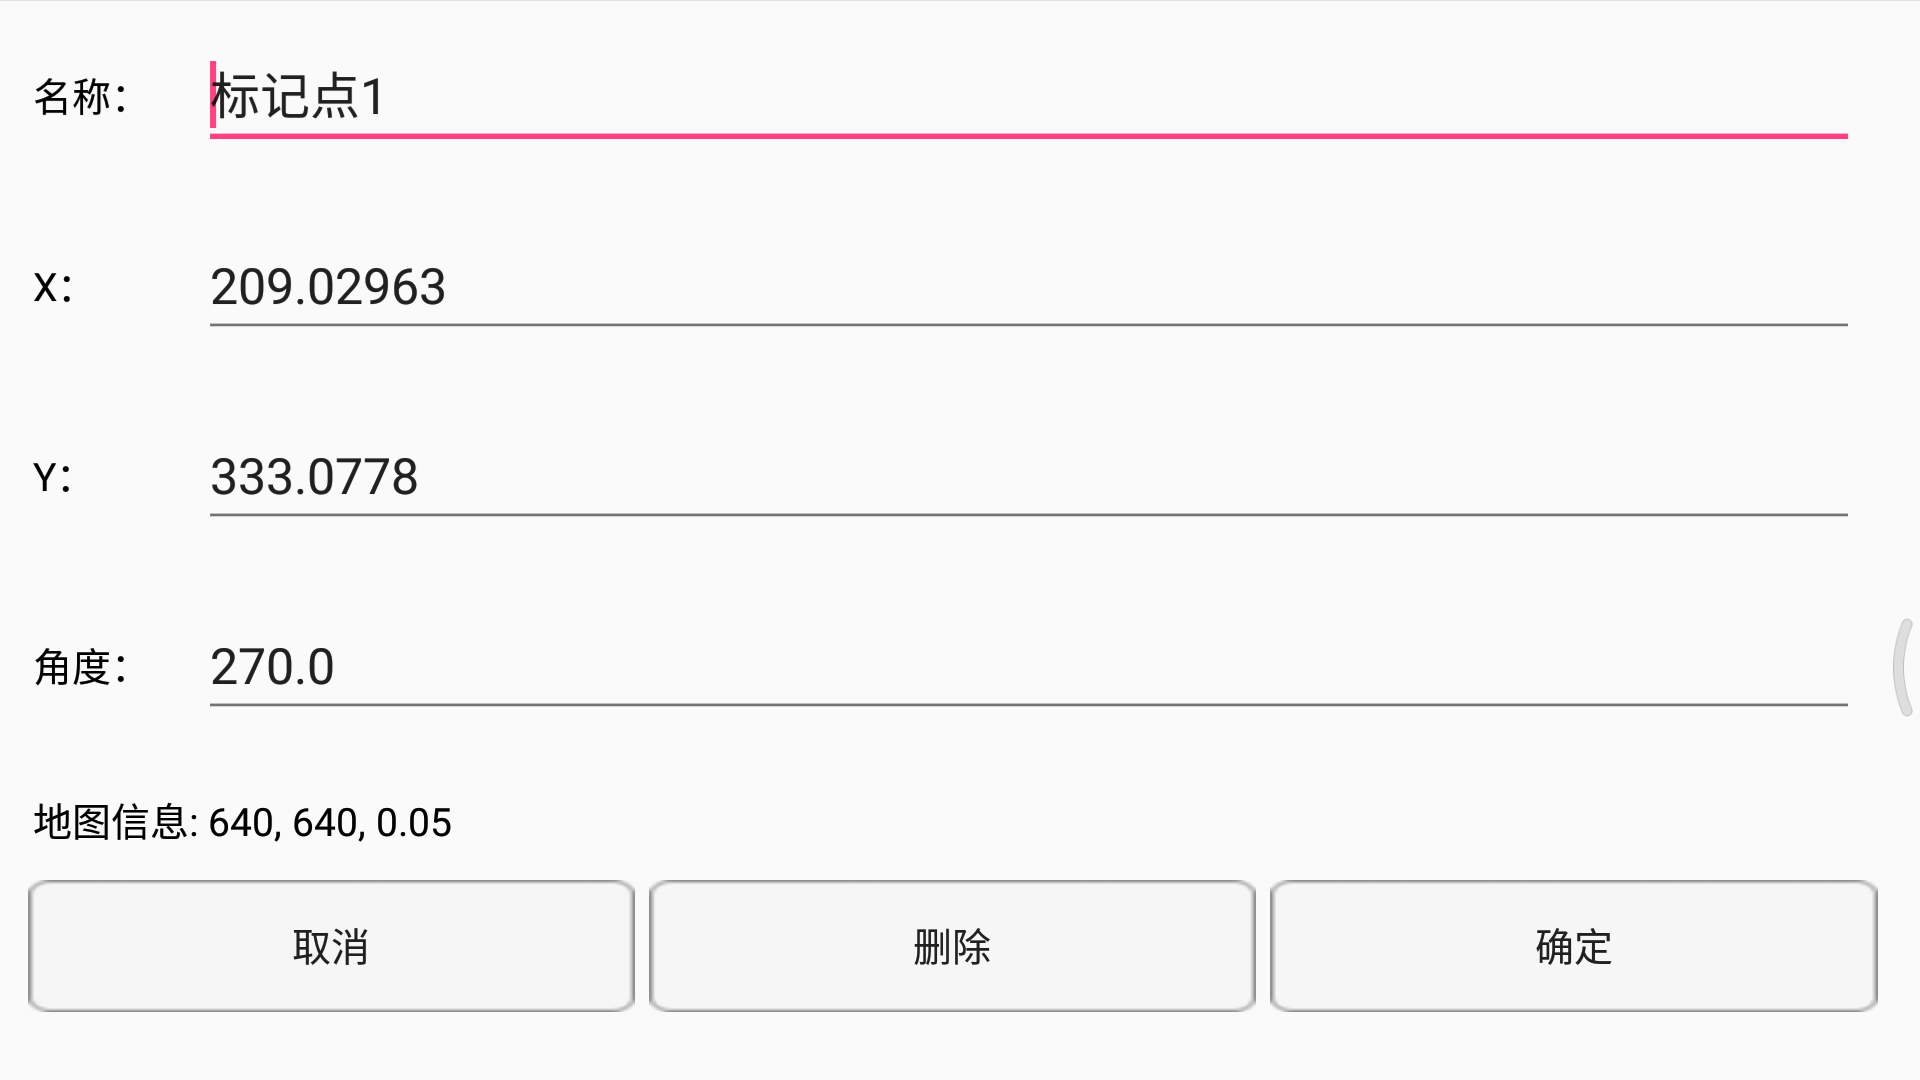 名称： 标记点1
X： 209.02963
Y： 333.0778
角度： 270.0
地图信息: 640, 640, 0.05
取消 删除 确定